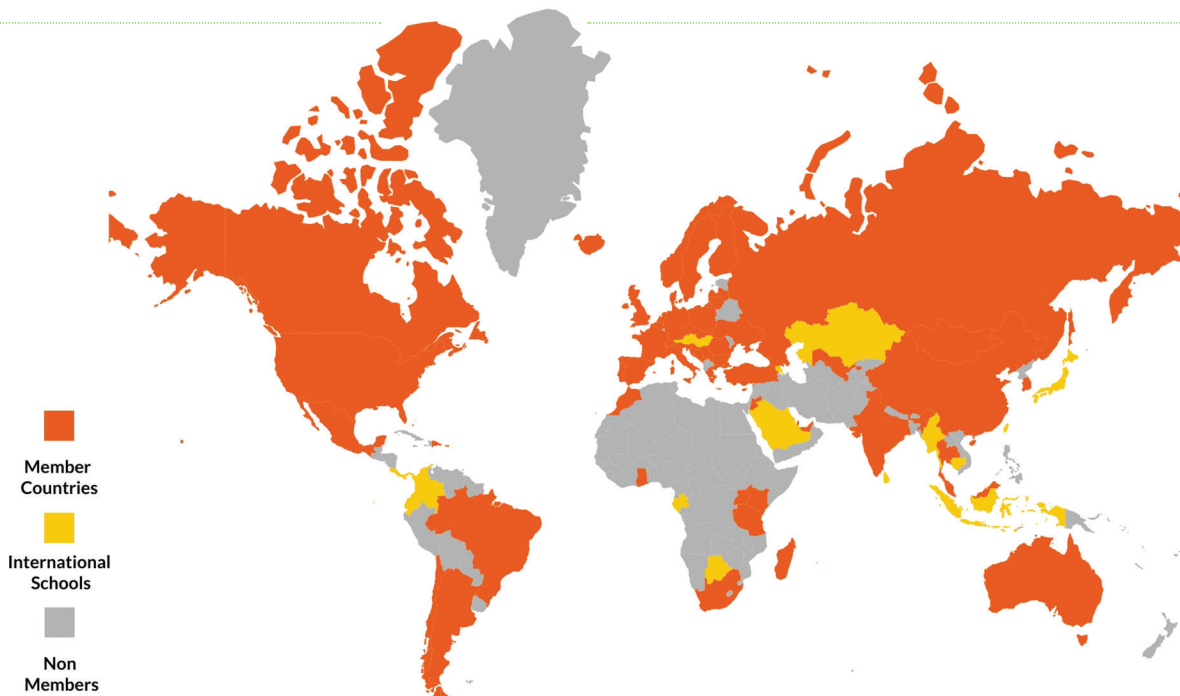 Member
Countries
International
Schools
Non
Members